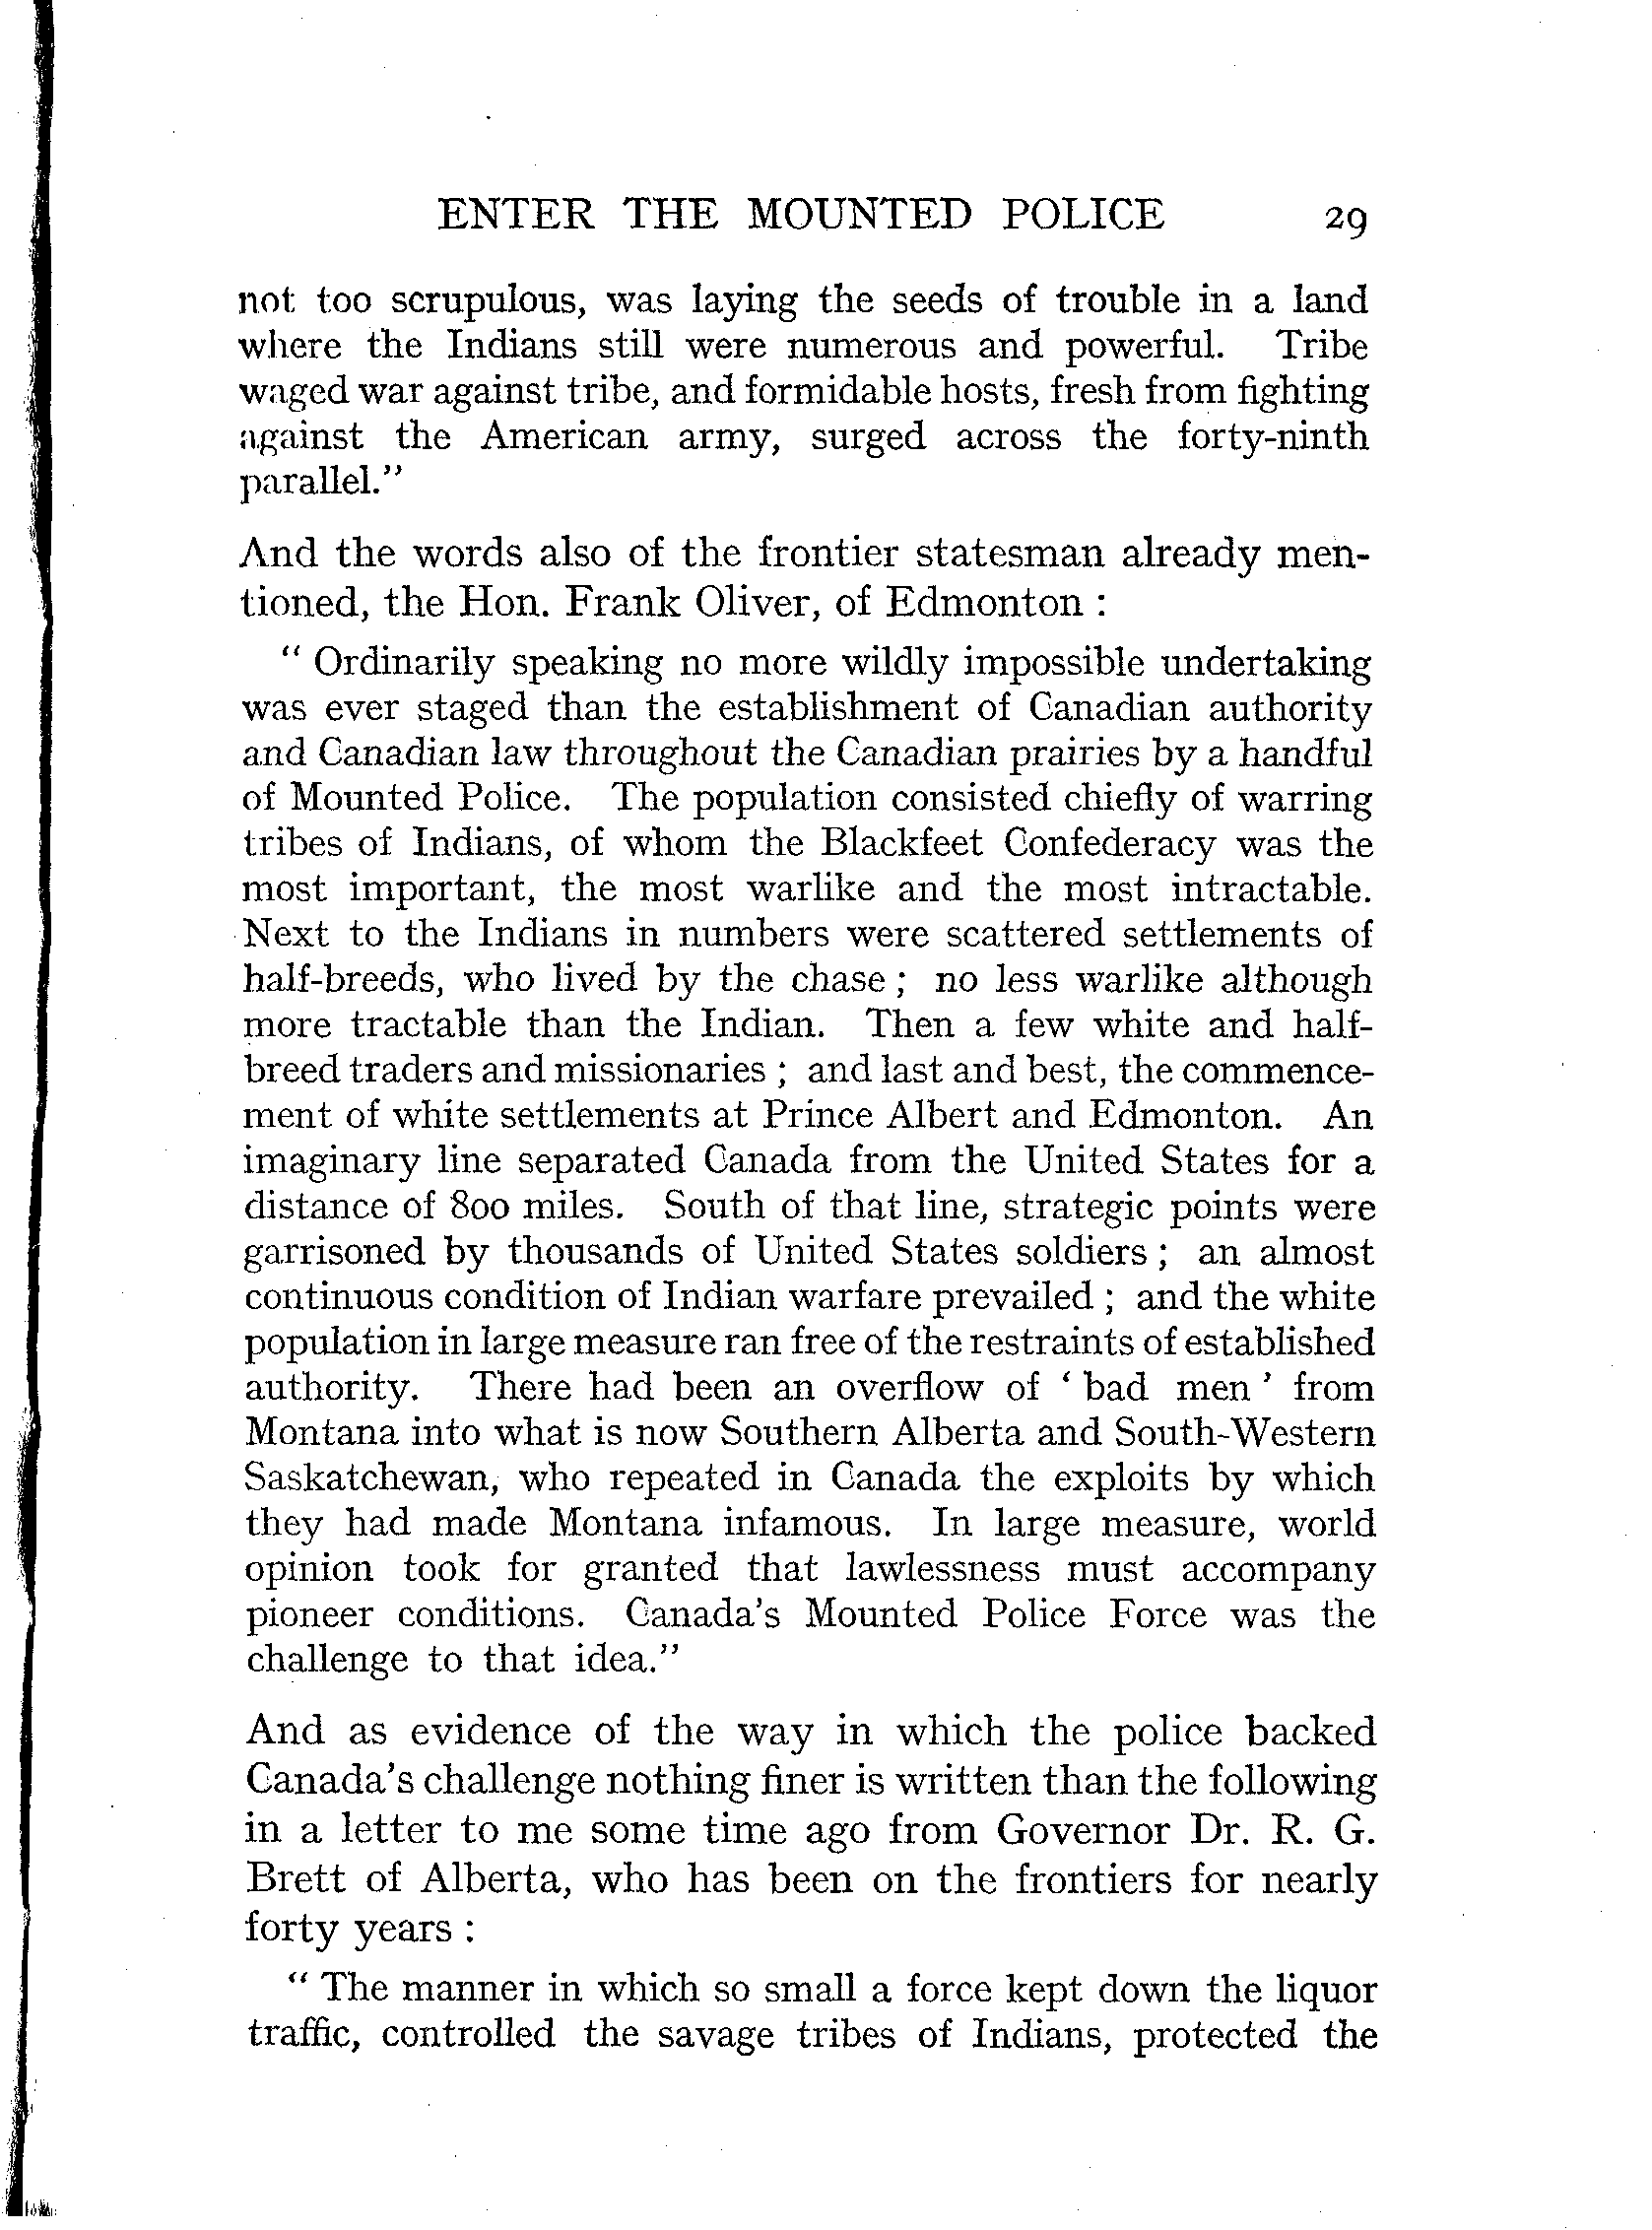 ENTER THE MOUNTED POLICE 29
not too scrupulous, was laying the seeds of trouble in a land
where the Indians still were numerous and powerful. Tribe
waged war against tribe, and formidable hosts, fresh from fighting
against the American army, surged across the forty-ninth
parallel.”
And the words also of the frontier statesman already men-
tioned, the Hon. Frank Oliver, of Edmonton :
“ Ordinarily speaking no more wildly impossible undertaking
was ever staged than the establishment of Canadian authority
and Canadian law throughout the Canadian prairies by a handful
of Mounted Police. The population consisted chiefly of warring
tribes of Indians, of whom the Blackfeet Confederacy was the
most important, the most warlike and the most intractable.
Next to the Indians in numbers were scattered settlements of
half-breeds, who lived by the chase ; no less warlike although
more tractable than the Indian. Then a few white and half-
breed traders and missionaries ; and last and best, the commence-
ment of white settlements at Prince Albert and Edmonton. An
imaginary line separated Canada from the United States for a
distance of 800 miles. South of that line, strategic points were
garrisoned by thousands of United States soldiers ; an almost
continuous condition of Indian warfare prevailed ; and the white
population in large measure ran free of the restraints of established
authority. There had been an overflow of ‘ bad men ’ from
Montana into what is now Southern Alberta and South-Western
Saskatchewan, who repeated in Canada the exploits by which
they had made Montana infamous. In large measure, world
opinion took for granted that lawlessness must accompany
pioneer conditions. Canada’s Mounted Police Force was the
challenge to that idea.”
And as evidence of the way in which the police backed
Canada’s challenge nothing finer is written than the following
in a letter to me some time ago from Governor Dr. R. G.
Brett of Alberta, who has been on the frontiers for nearly
forty years :
“ The manner in which so small a force kept down the liquor
traffic, controlled the savage tribes of Indians, protected the